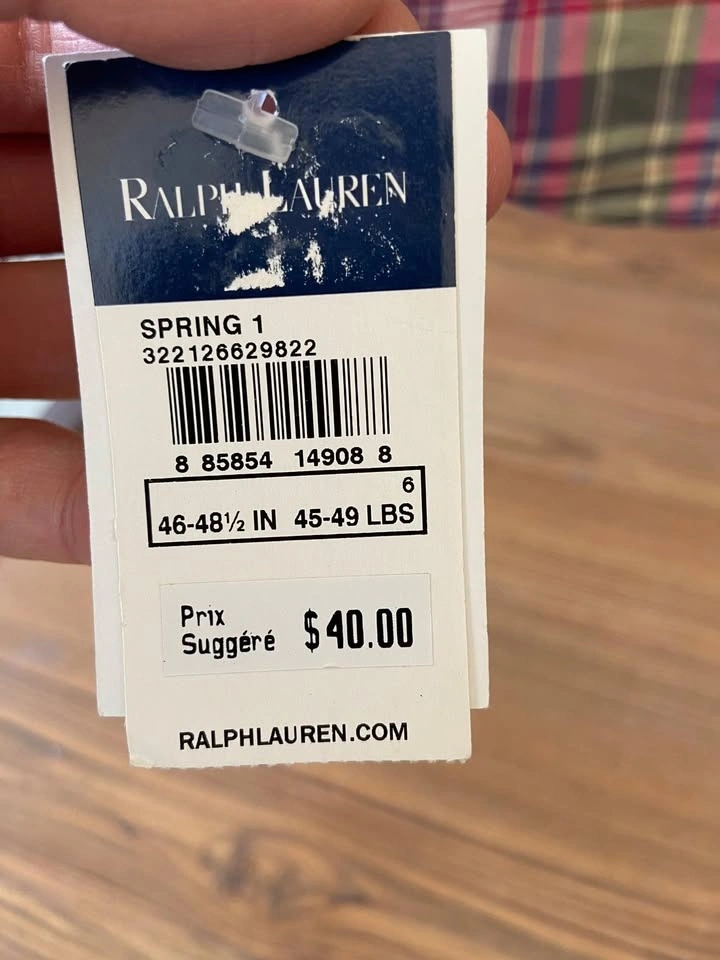 RALPH LAUREN
SPRING 1
322126629822
8 85854 14908 8
6
46-48½ IN 45-49 LBS
Prix
Suggéré $40.00
RALPHLAUREN.COM